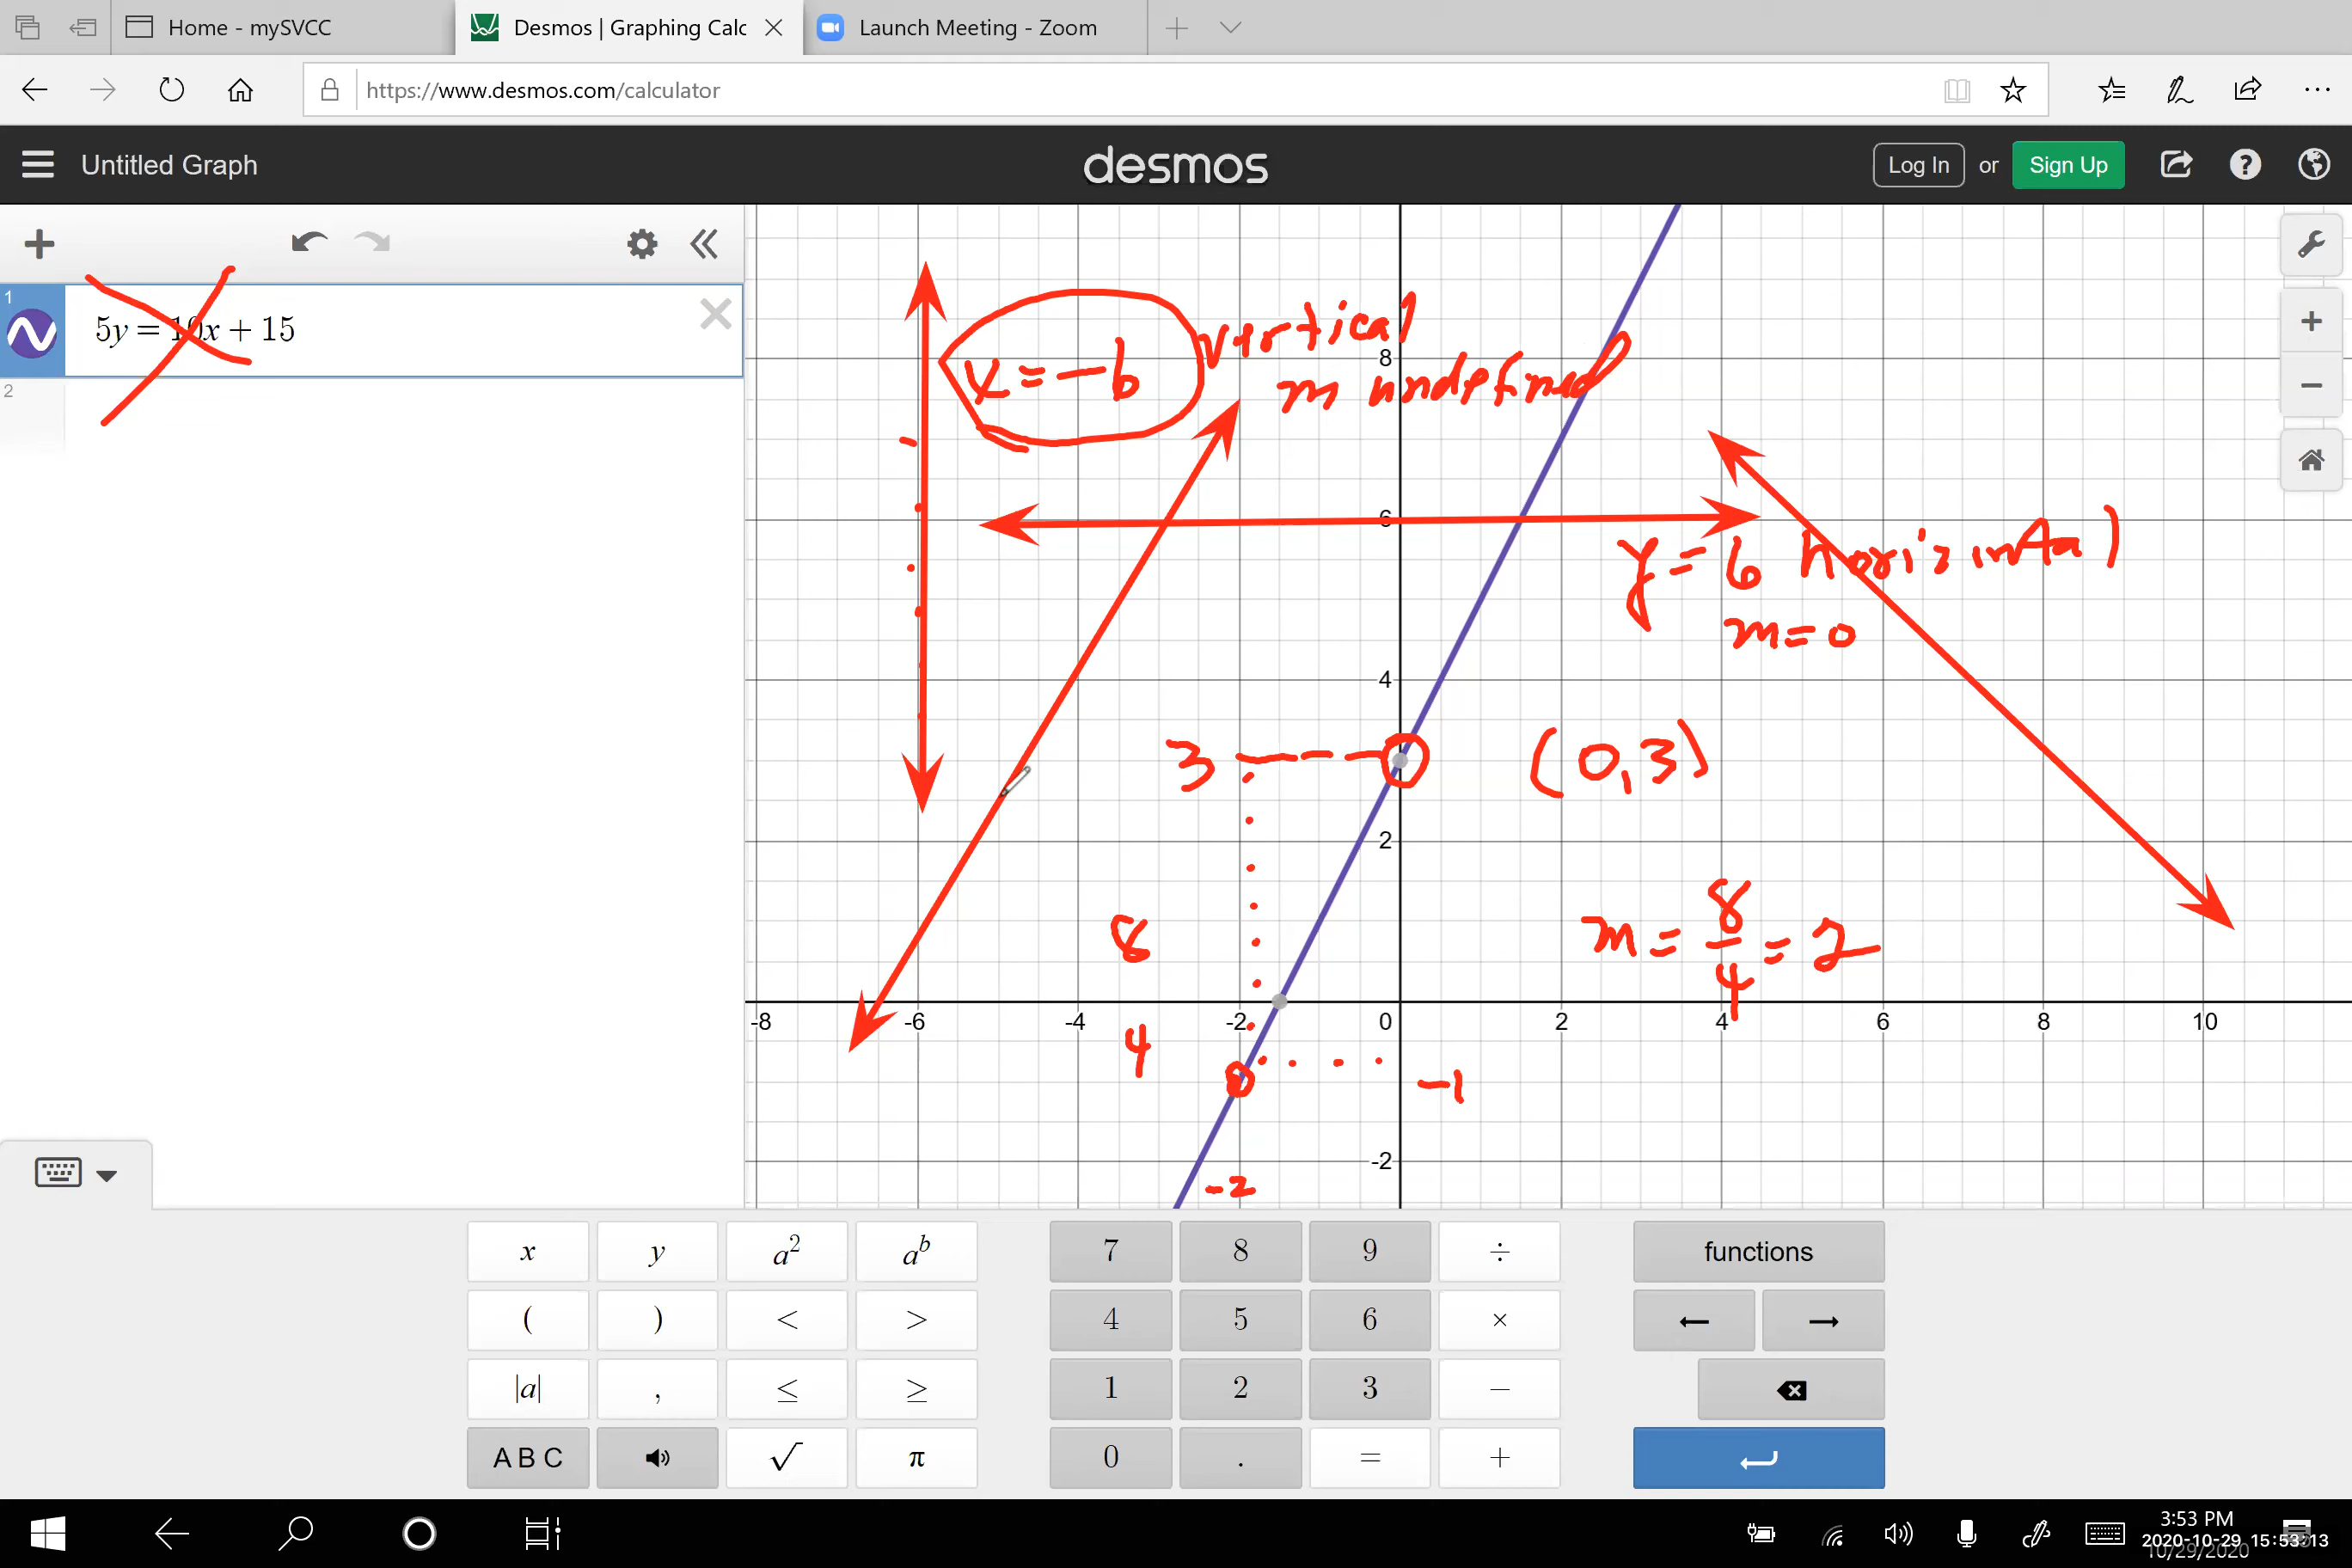 Home - mySVCC
Desmos | Graphing Calc
Launch Meeting - Zoom
https://www.desmos.com/calculator
Untitled Graph
desmos
Log In or Sign Up
1
5y = 10x + 15
2
x = -6 vertical
m undefined
y = 6 horizontal
m = 0
3
(0,3)
8
4
m = 8/4 = 2
-1
-2
8
6
4
2
-8 -6 -4 -2 0 2 4 6 8 10
-2
x y a² aᵇ 7 8 9 ÷ functions
( ) < > 4 5 6 × ← →
|a| , ≤ ≥ 1 2 3 −
A B C √ π 0 . = +
3:53 PM
2020-10-29 15:53:13
10/29/2020